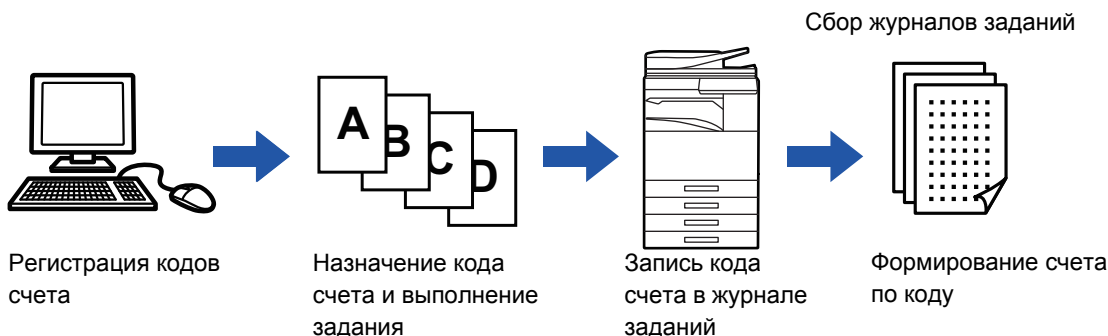 Сбор журналов заданий
A
B
C
D
Регистрация кодов
счета
Назначение кода
счета и выполнение
задания
Запись кода
счета в журнале
заданий
Формирование счета
по коду